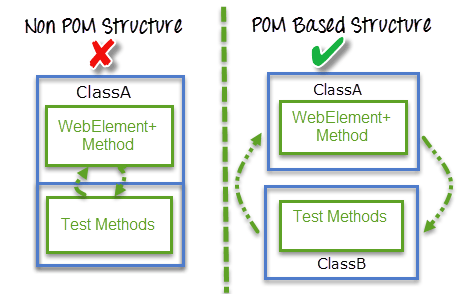 Non POM Structure
ClassA
WebElement+
Method
Test Methods
POM Based Structure
ClassA
WebElement+
Method
Test Methods
ClassB